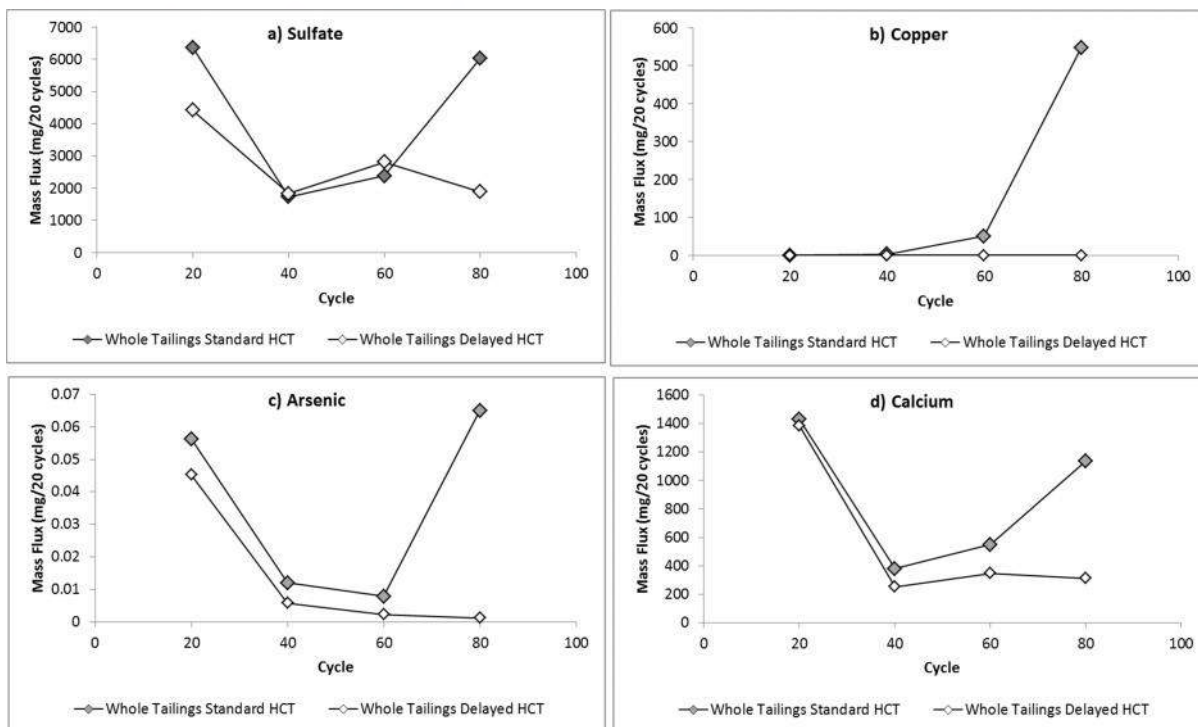 a) Sulfate
Mass Flux (mg/20 cycles)
7000
6000
5000
4000
3000
2000
1000
0
0 20 40 60 80 100
Cycle
Whole Tailings Standard HCT Whole Tailings Delayed HCT
b) Copper
Mass Flux (mg/20 cycles)
600
500
400
300
200
100
0
0 20 40 60 80 100
Cycle
Whole Tailings Standard HCT Whole Tailings Delayed HCT
c) Arsenic
Mass Flux (mg/20 cycles)
0.07
0.06
0.05
0.04
0.03
0.02
0.01
0
0 20 40 60 80 100
Cycle
Whole Tailings Standard HCT Whole Tailings Delayed HCT
d) Calcium
Mass Flux (mg/20 cycles)
1600
1400
1200
1000
800
600
400
200
0
0 20 40 60 80 100
Cycle
Whole Tailings Standard HCT Whole Tailings Delayed HCT